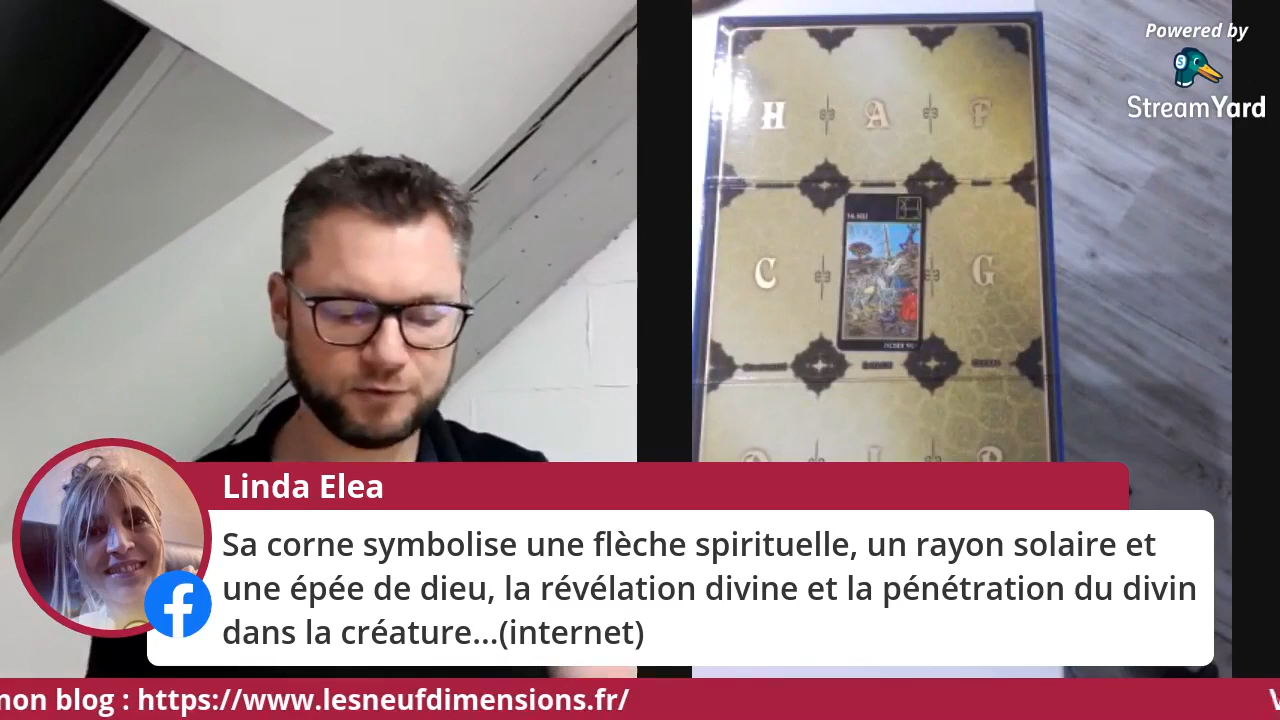 Powered by
StreamYard
H A F
C G
Linda Elea
Sa corne symbolise une flèche spirituelle, un rayon solaire et
une épée de dieu, la révélation divine et la pénétration du divin
dans la créature...(internet)
mon blog : https://www.lesneufdimensions.fr/